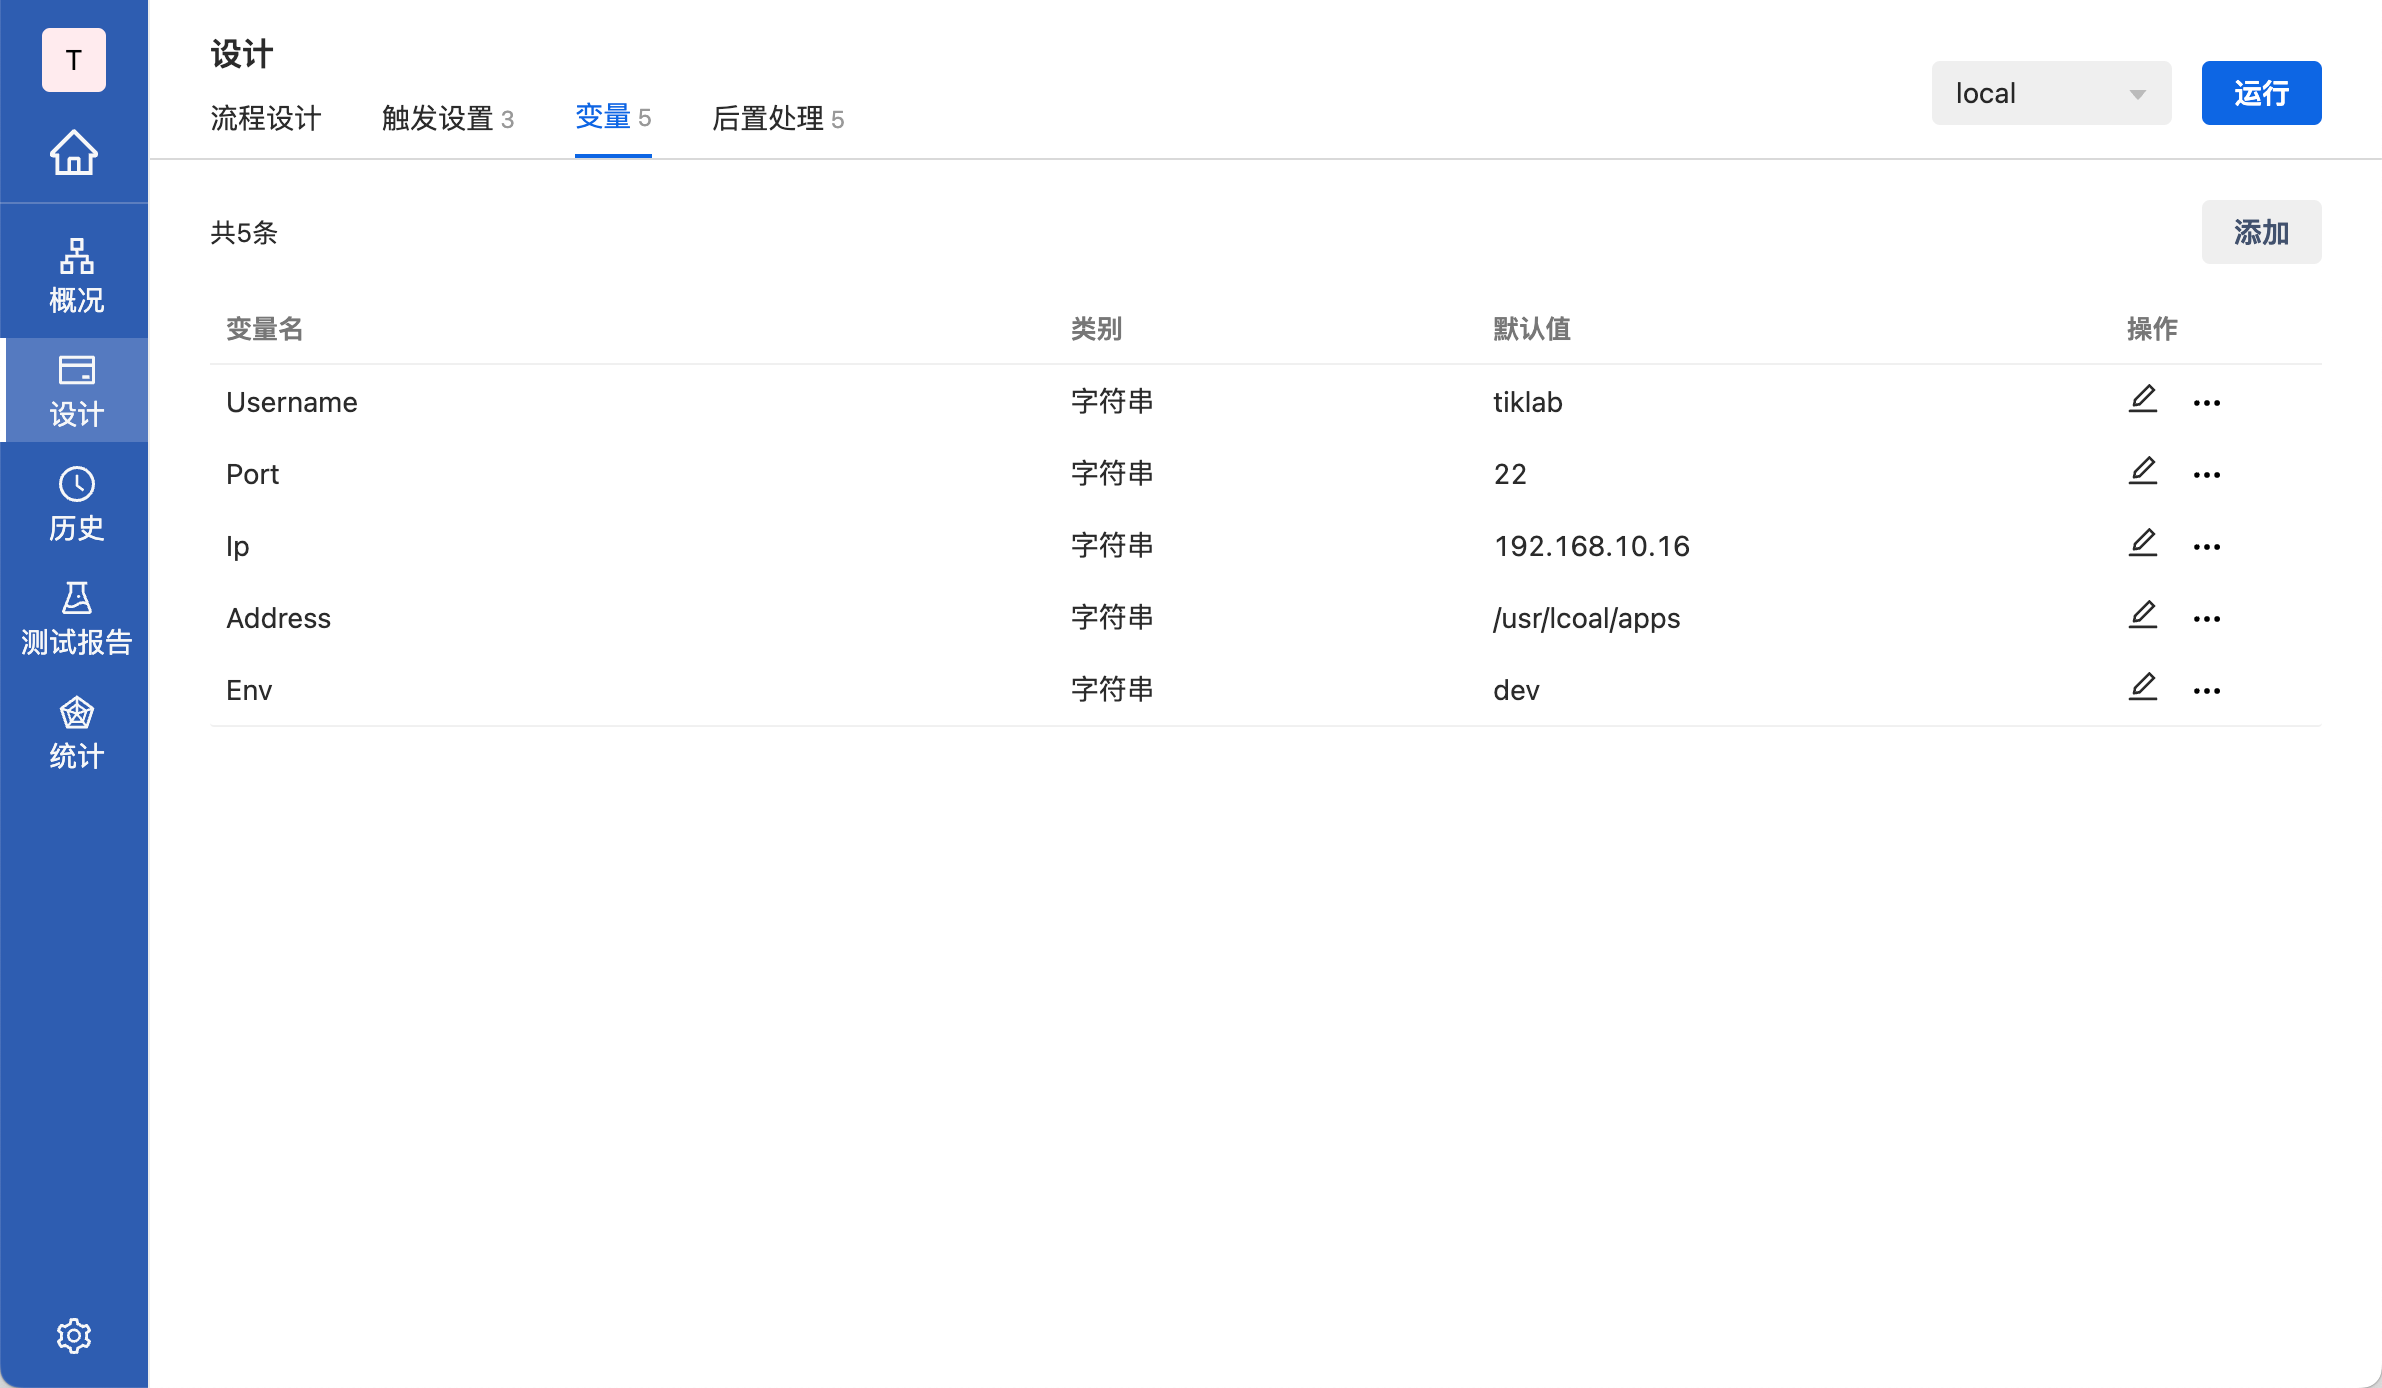 T
概况
设计
历史
测试报告
统计
设计
流程设计 触发设置 3 变量 5 后置处理 5
local 运行
共5条 添加
变量名 类别 默认值 操作
Username 字符串 tiklab
Port 字符串 22
Ip 字符串 192.168.10.16
Address 字符串 /usr/lcoal/apps
Env 字符串 dev